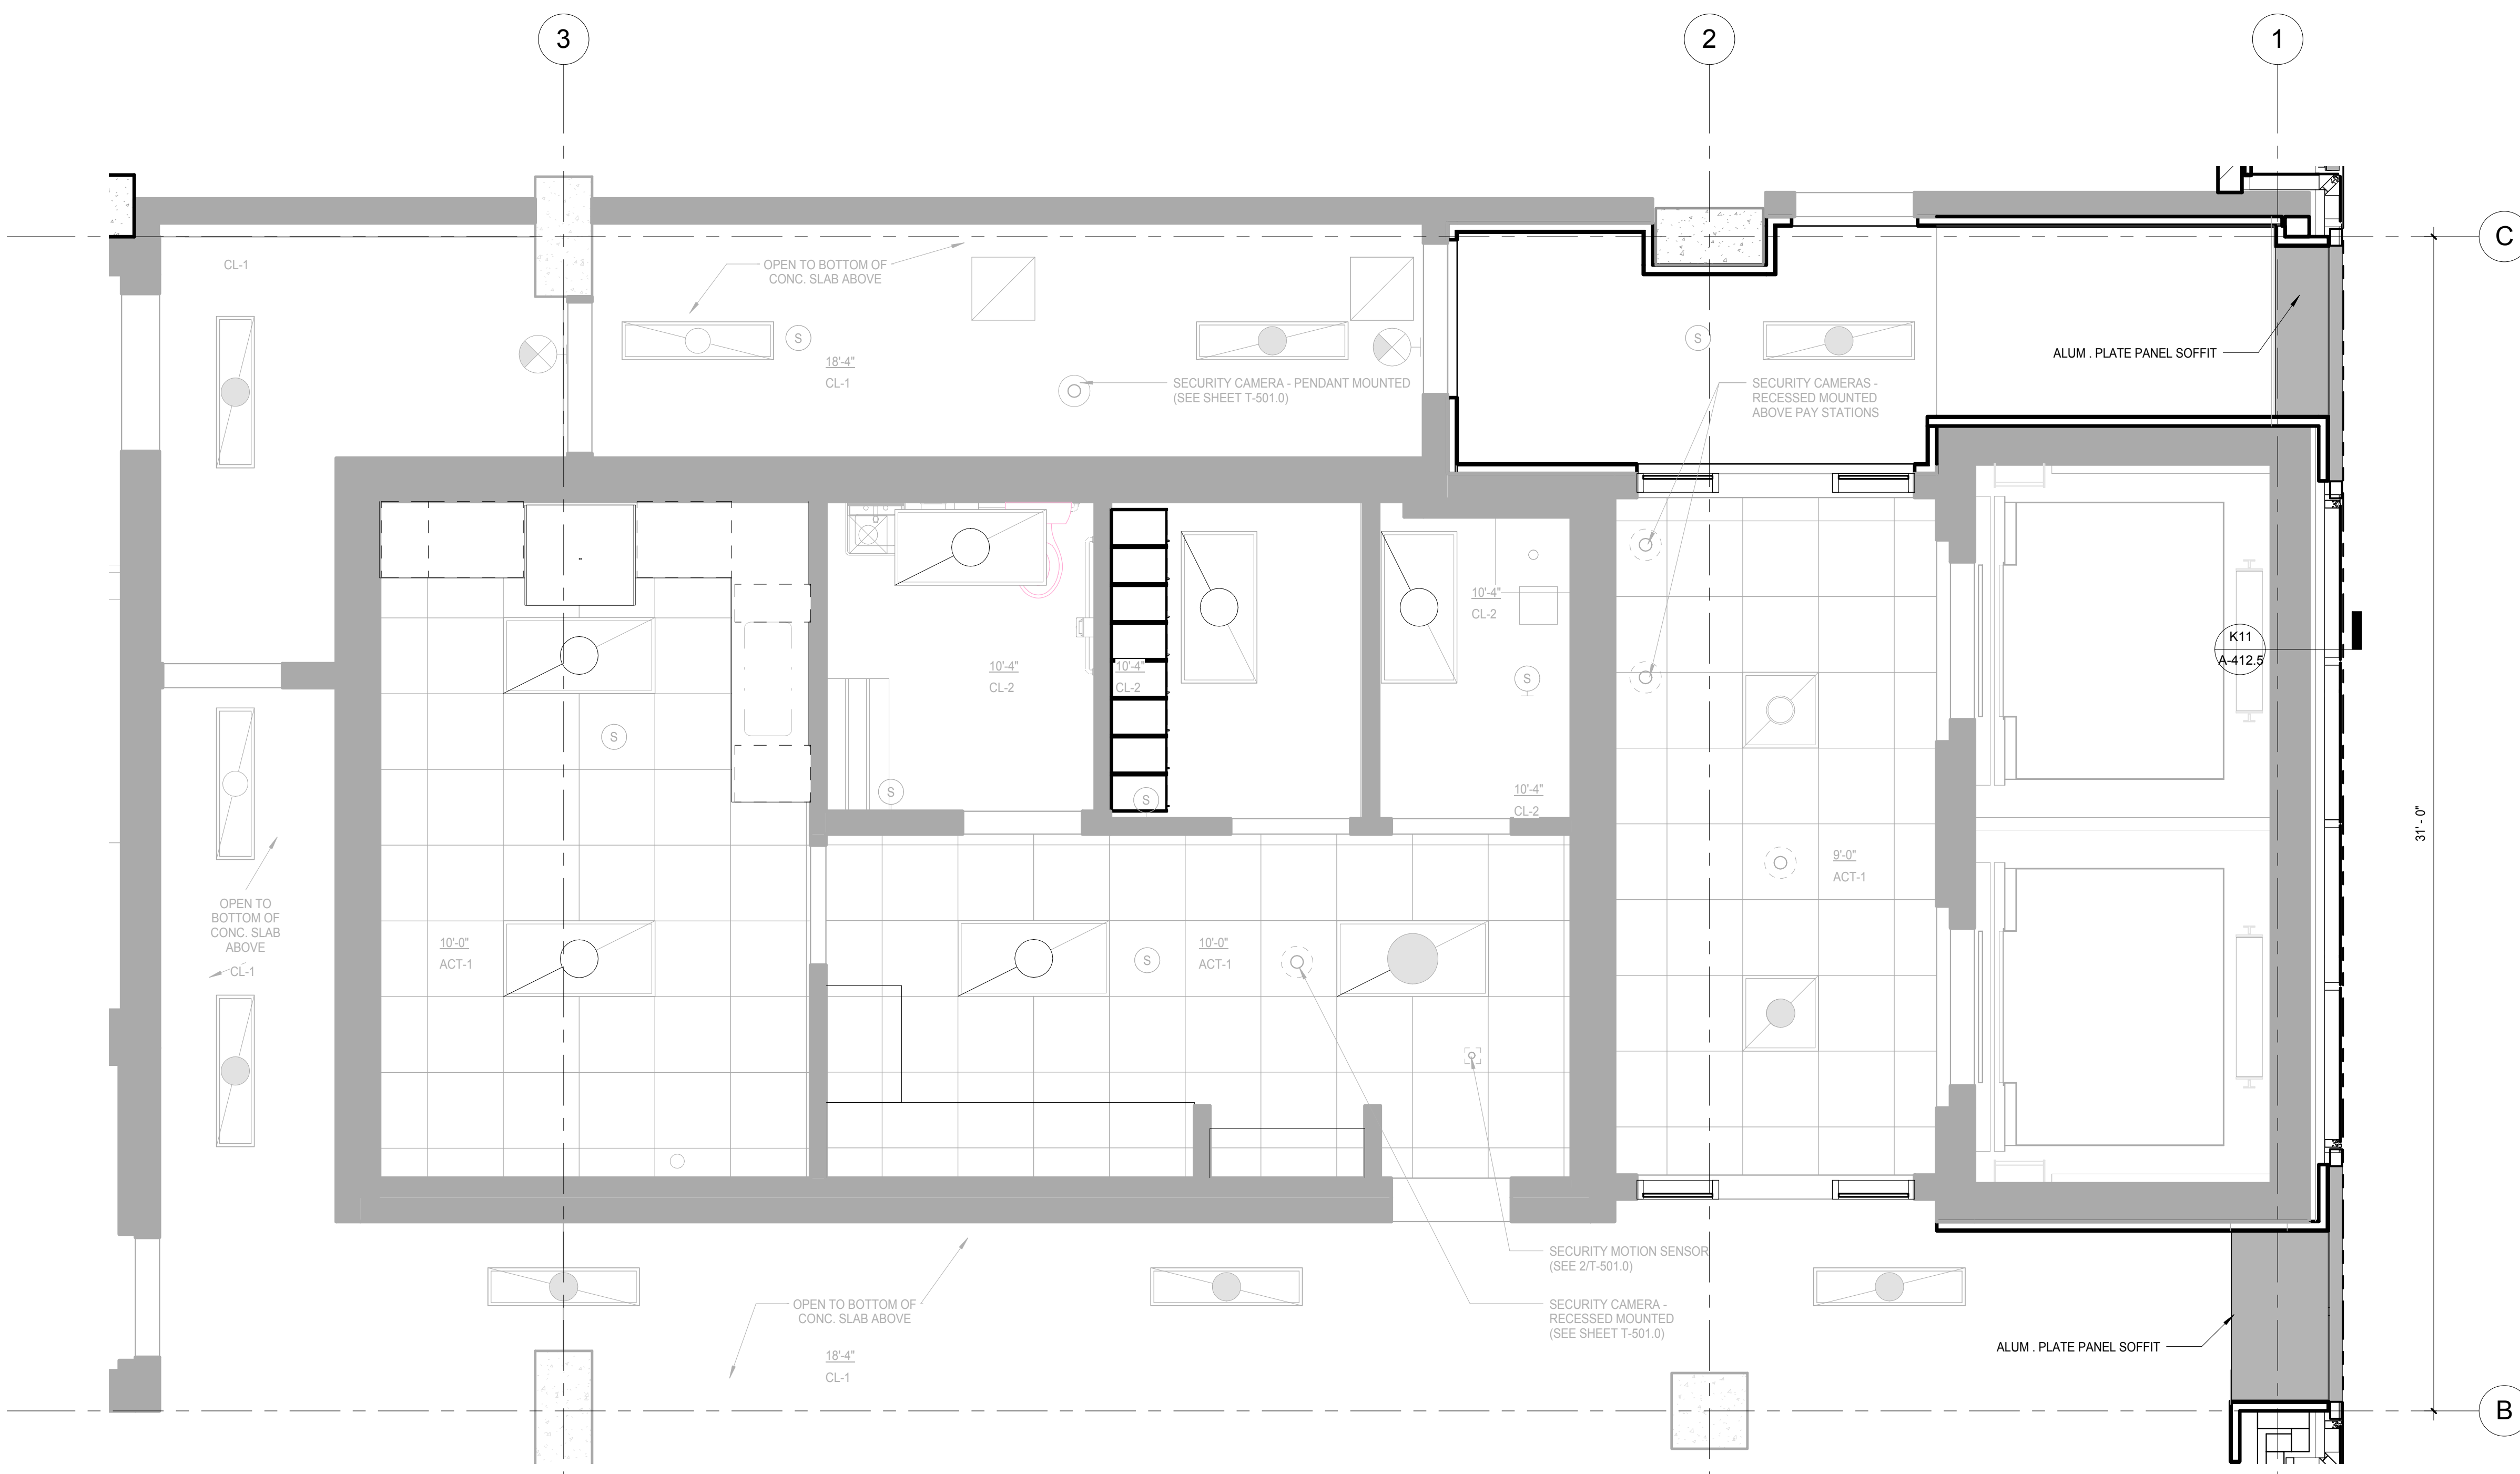 3
2
1
C
CL-1
OPEN TO BOTTOM OF
CONC. SLAB ABOVE
S
18'-4"
CL-1
SECURITY CAMERA - PENDANT MOUNTED
(SEE SHEET T-501.0)
S
SECURITY CAMERAS -
RECESSED MOUNTED
ABOVE PAY STATIONS
ALUM . PLATE PANEL SOFFIT
10'-4"
CL-2
10'-4"
CL-2
10'-4"
CL-2
K11
A-412.5
S
S
S
S
10'-4"
CL-2
31' - 0"
9'-0"
ACT-1
OPEN TO
BOTTOM OF
CONC. SLAB
ABOVE
CL-1
10'-0"
ACT-1
S
10'-0"
ACT-1
SECURITY MOTION SENSOR
(SEE 2/T-501.0)
OPEN TO BOTTOM OF
CONC. SLAB ABOVE
SECURITY CAMERA -
RECESSED MOUNTED
(SEE SHEET T-501.0)
18'-4"
CL-1
ALUM . PLATE PANEL SOFFIT
B